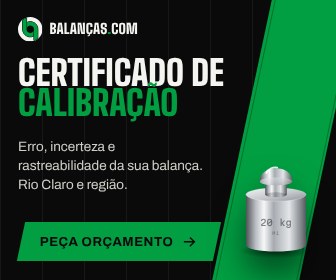 BALANÇAS.COM
CERTIFICADO DE
CALIBRAÇÃO
Erro, incerteza e
rastreabilidade da sua balança.
Rio Claro e região.
20 kg
PEÇA ORÇAMENTO →